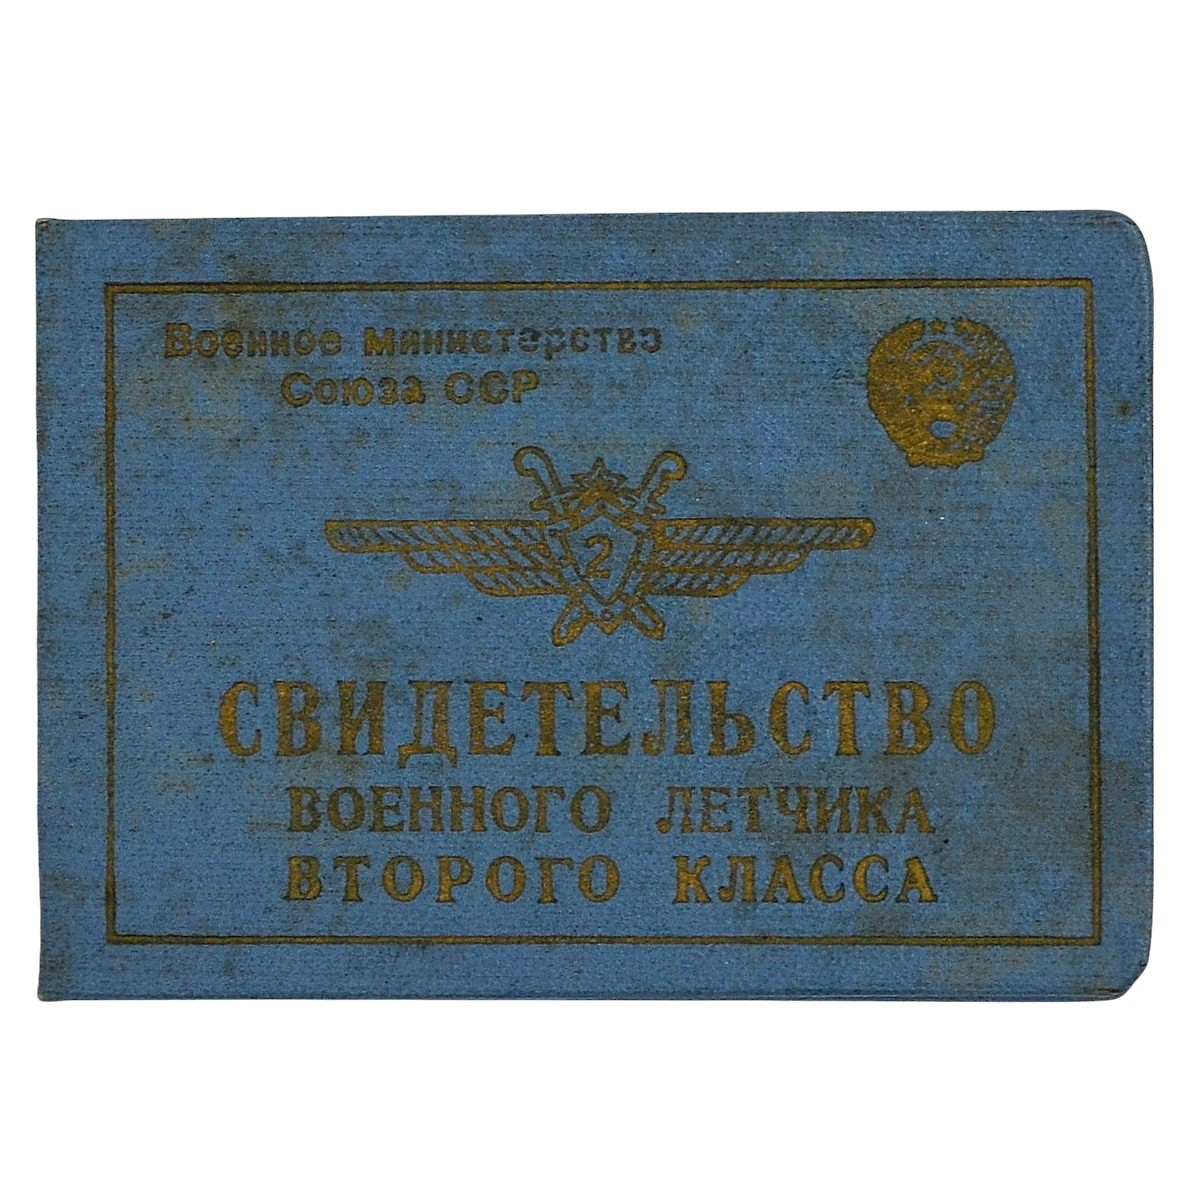 Военное министерство
Союза ССР
2
СВИДЕТЕЛЬСТВО
ВОЕННОГО ЛЕТЧИКА
ВТОРОГО КЛАССА